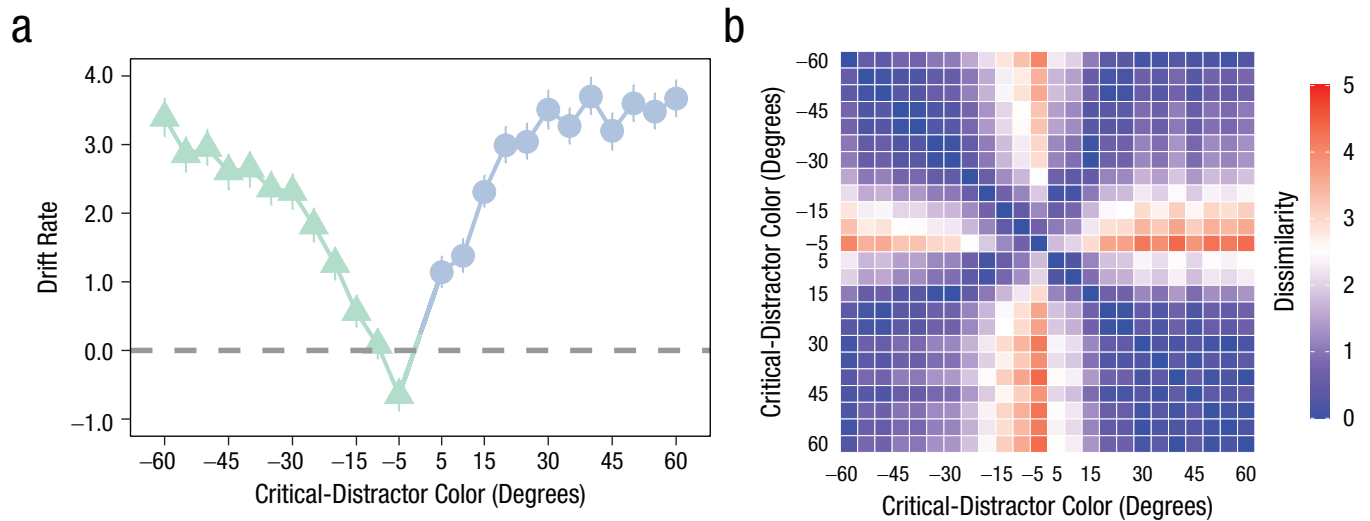 a
4.0
3.0
2.0
1.0
0.0
−1.0
Drift Rate
−60 −45 −30 −15 −5 5 15 30 45 60
Critical-Distractor Color (Degrees)
b
−60
−45
−30
−15
−5
5
15
30
45
60
Critical-Distractor Color (Degrees)
−60 −45 −30 −15 −5 5 15 30 45 60
Critical-Distractor Color (Degrees)
Dissimilarity
5
4
3
2
1
0